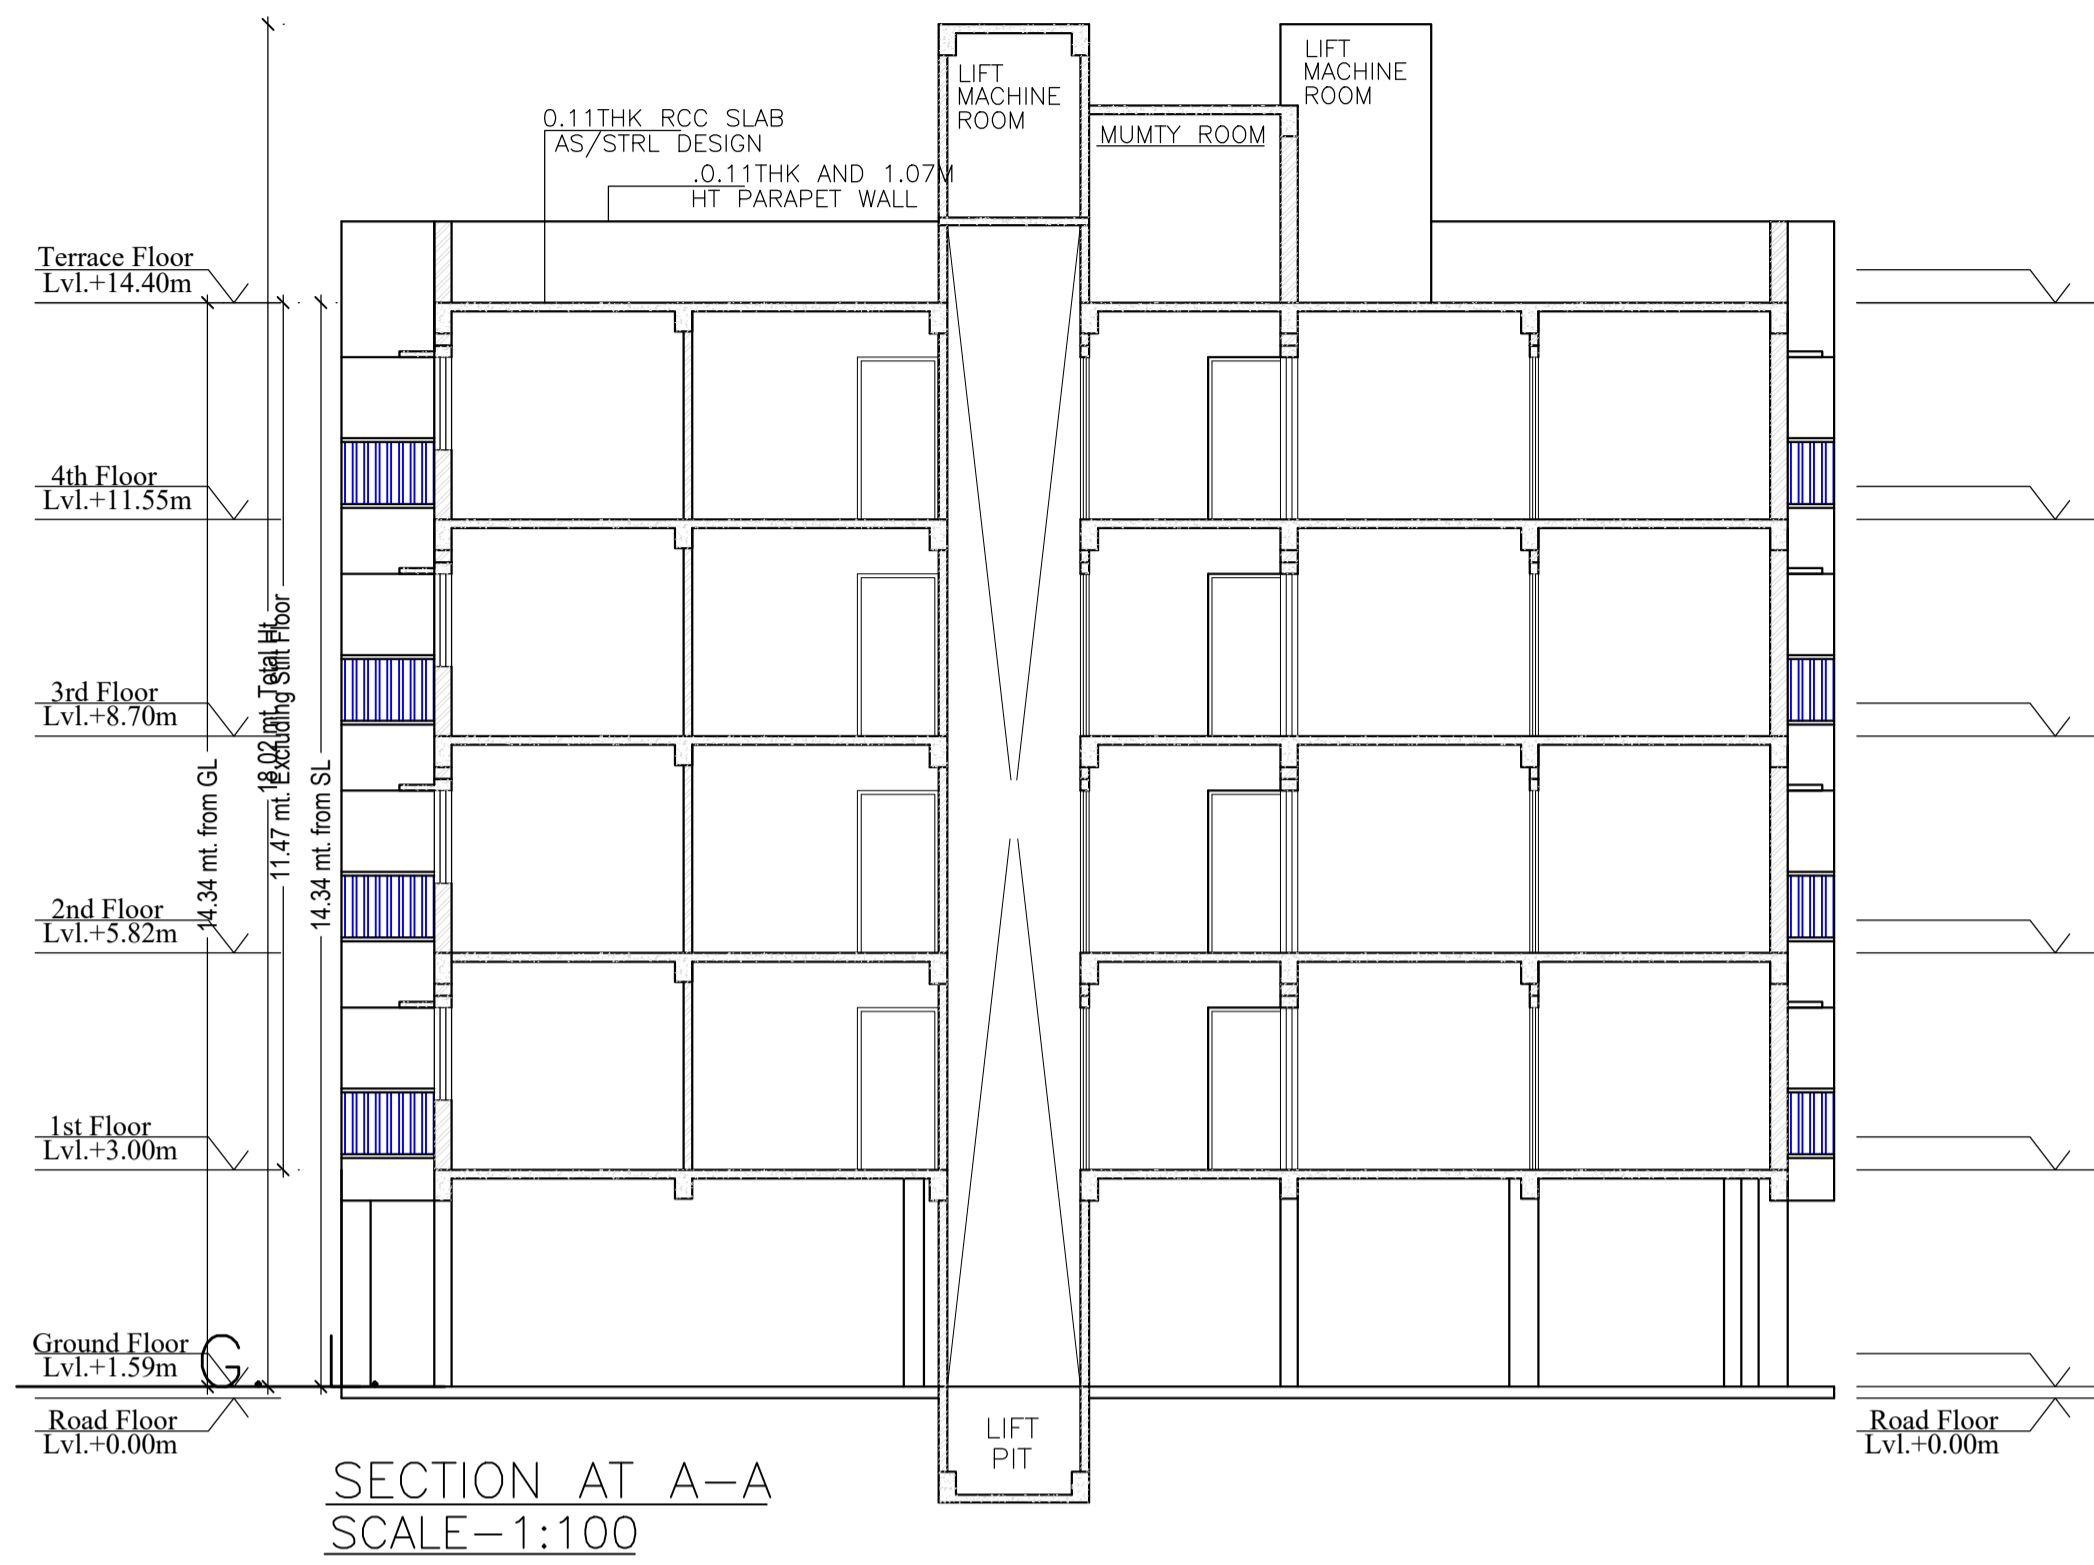 LIFT
MACHINE
ROOM
LIFT
MACHINE
ROOM
0.11THK RCC SLAB
AS/STRL DESIGN
MUMTY ROOM
.0.11THK AND 1.07M
HT PARAPET WALL
Terrace Floor
Lvl.+14.40m
4th Floor
Lvl.+11.55m
3rd Floor
Lvl.+8.70m
2nd Floor
Lvl.+5.82m
1st Floor
Lvl.+3.00m
Ground Floor
Lvl.+1.59m
G.L.
Road Floor
Lvl.+0.00m
14.34 mt. from GL
18.02 mt. Total Ht.
11.47 mt. Excluding Stilt Floor
14.34 mt. from SL
LIFT
PIT
Road Floor
Lvl.+0.00m
SECTION AT A-A
SCALE-1:100